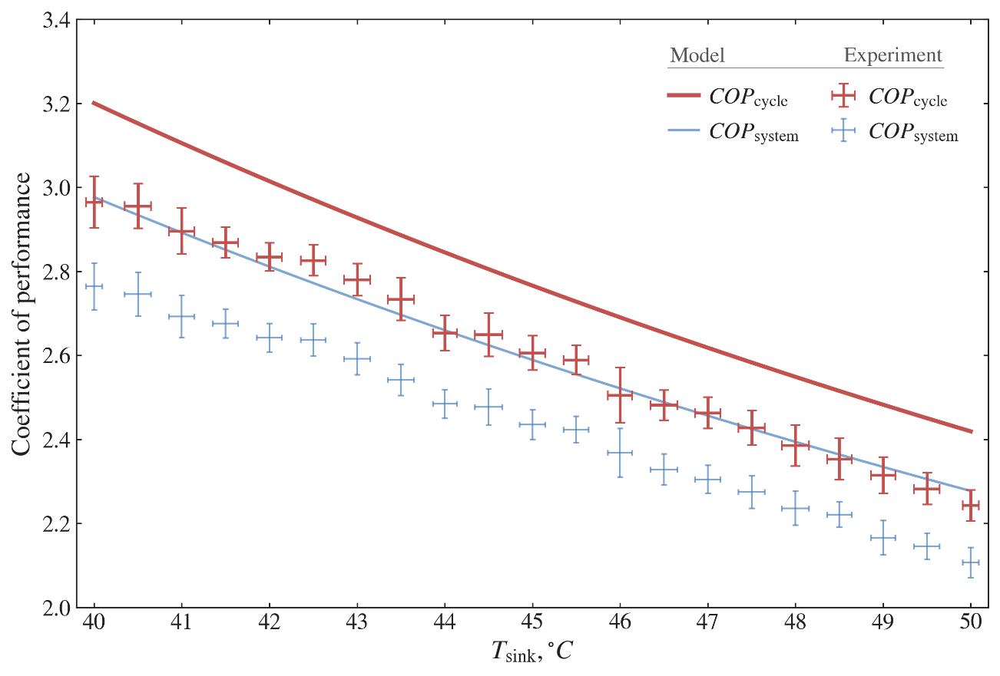 3.4
3.2
3.0
2.8
2.6
2.4
2.2
2.0
Coefficient of performance
Model Experiment
COPcycle COPcycle
COPsystem COPsystem
40 41 42 43 44 45 46 47 48 49 50
Tsink, °C